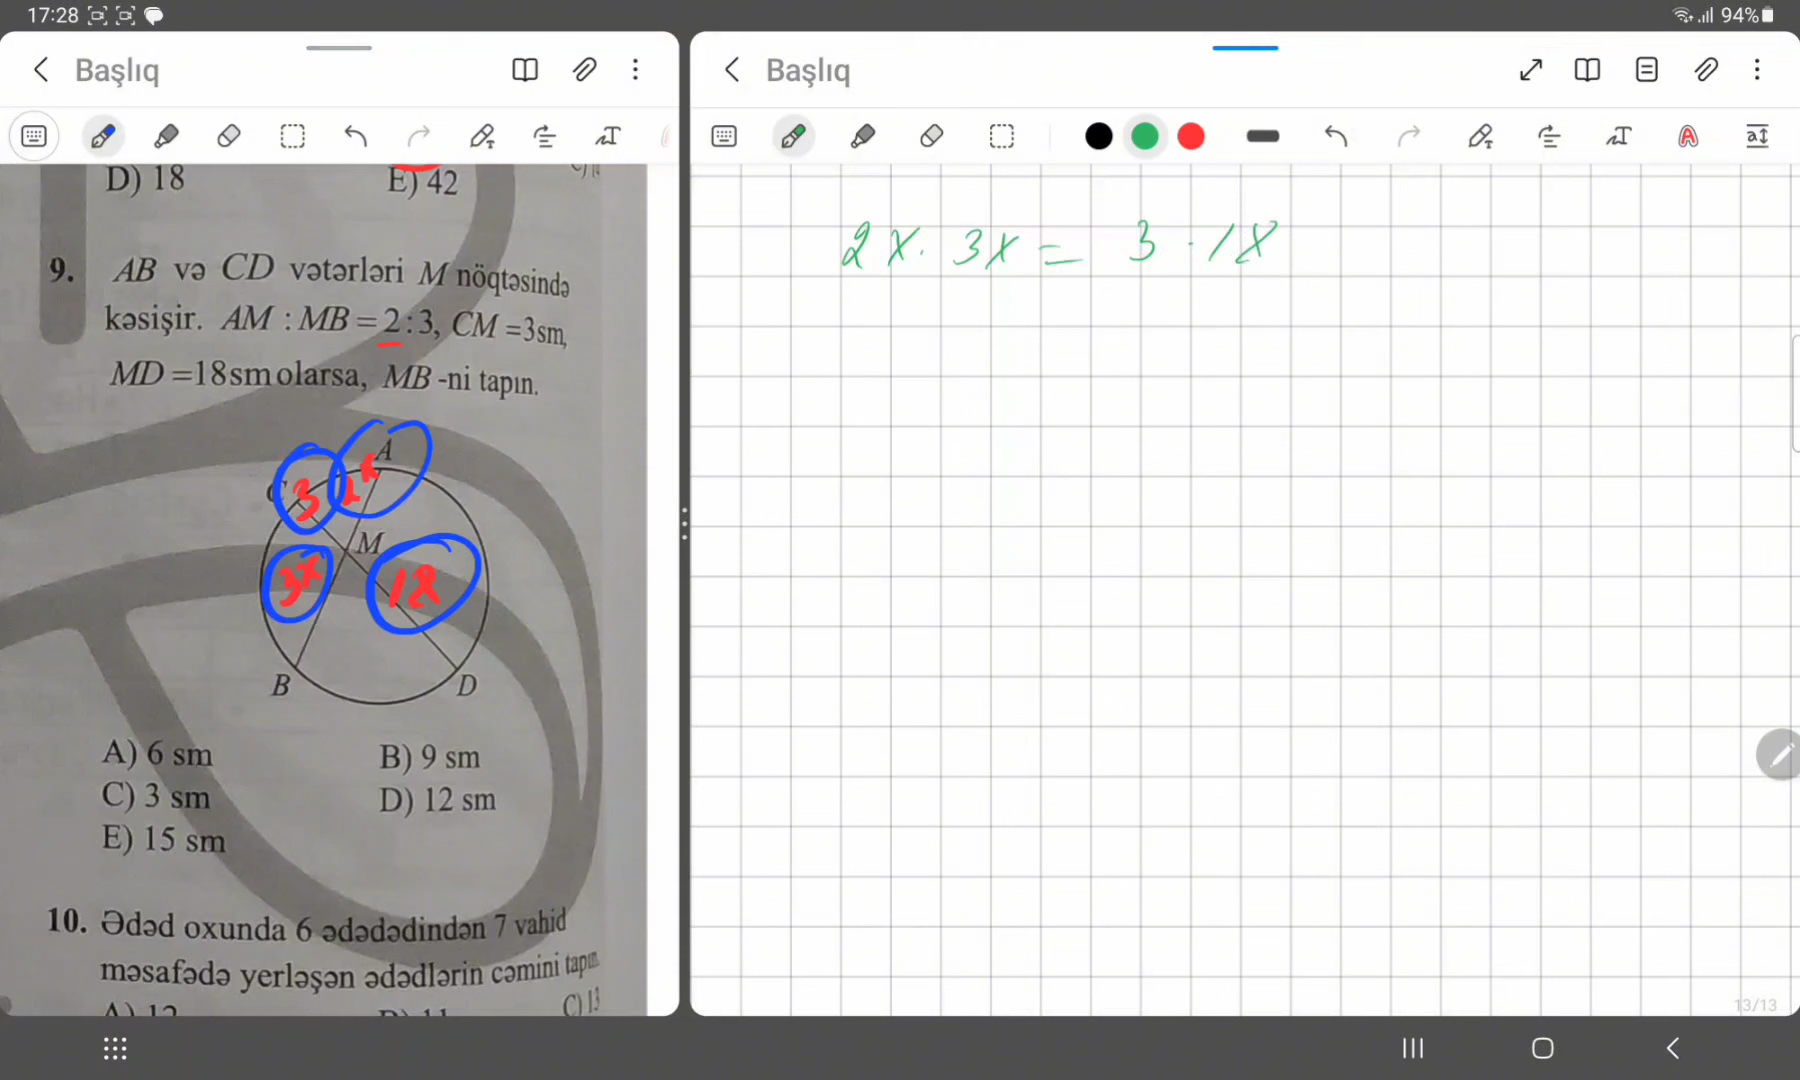 17:28
94%
Başlıq
D) 18
E) 42
9. AB və CD vətərləri M nöqtəsində
kəsişir. AM : MB = 2 : 3, CM = 3sm,
MD = 18sm olarsa, MB -ni tapın.
A
C
3
2x
M
3x
18
B
D
A) 6 sm
B) 9 sm
C) 3 sm
D) 12 sm
E) 15 sm
10. Ədəd oxunda 6 ədədədindən 7 vahid
məsafədə yerləşən ədədlərin cəmini tapın.
A) 12
B) 11
C) 13
Başlıq
2x · 3x = 3 · 18
13/13